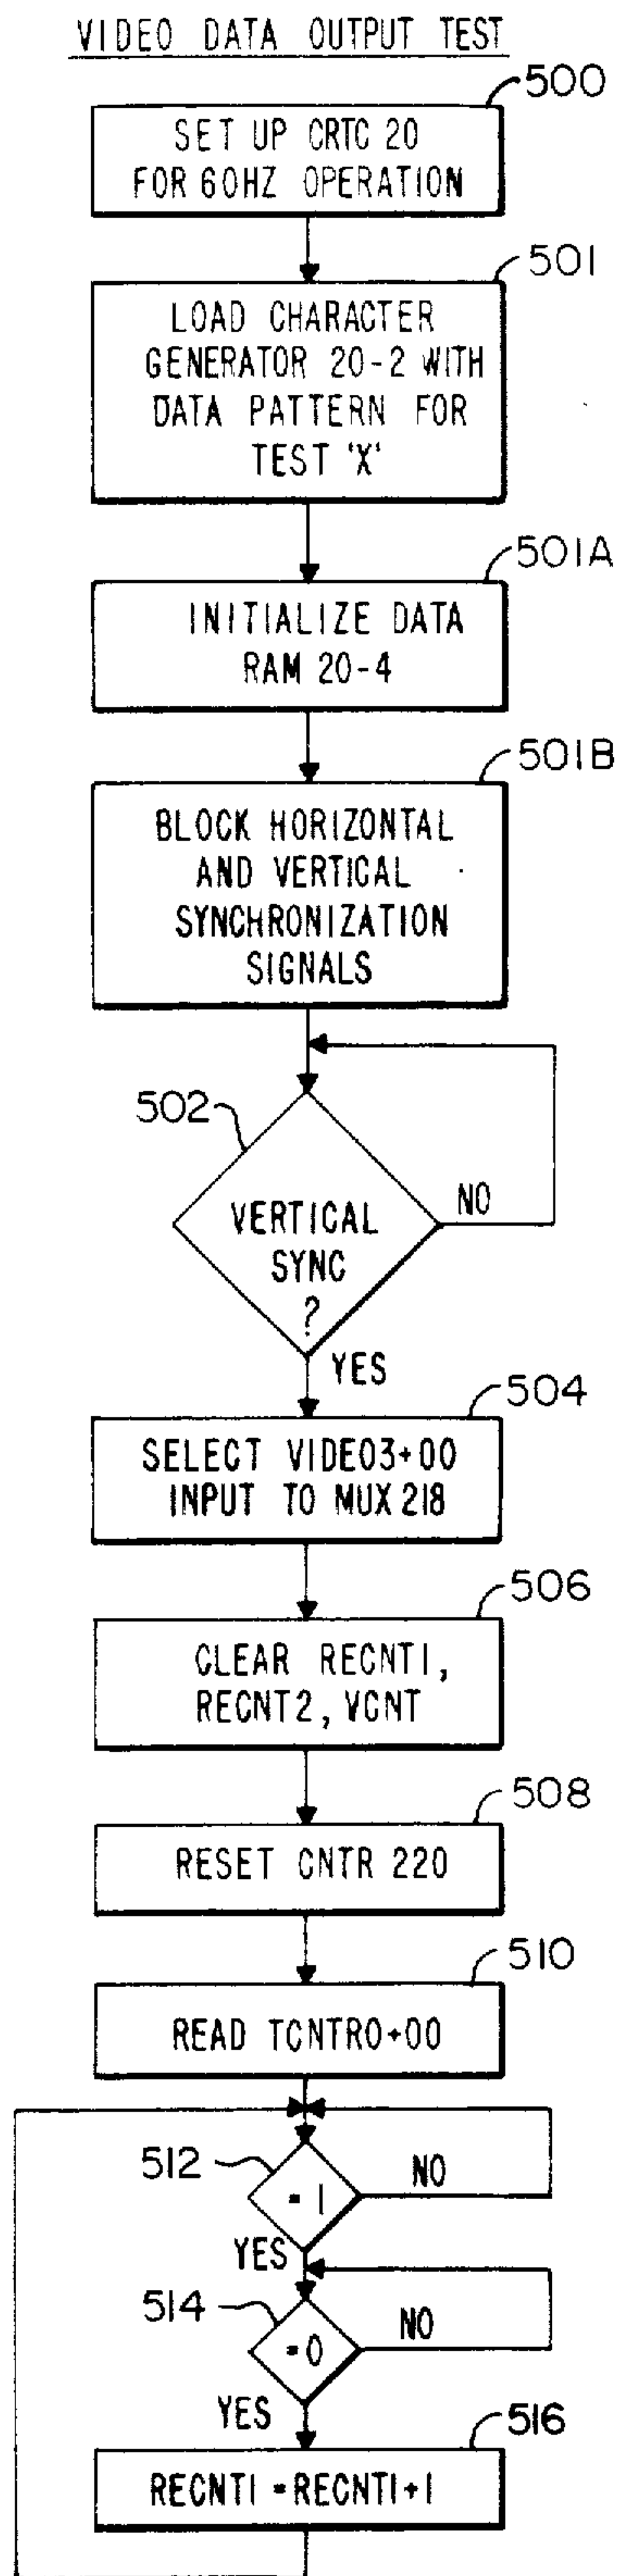 VIDEO DATA OUTPUT TEST
500
SET UP CRTC 20
FOR 60HZ OPERATION
501
LOAD CHARACTER
GENERATOR 20-2 WITH
DATA PATTERN FOR
TEST 'X'
501A
INITIALIZE DATA
RAM 20-4
501B
BLOCK HORIZONTAL
AND VERTICAL
SYNCHRONIZATION
SIGNALS
502
VERTICAL
SYNC
?
NO
YES
504
SELECT VIDEO3+00
INPUT TO MUX 218
506
CLEAR RECNT1,
RECNT2, VCNT
508
RESET CNTR 220
510
READ TCNTR0+00
512
= 1
NO
YES
514
= 0
NO
YES
516
RECNT1 = RECNT1+1